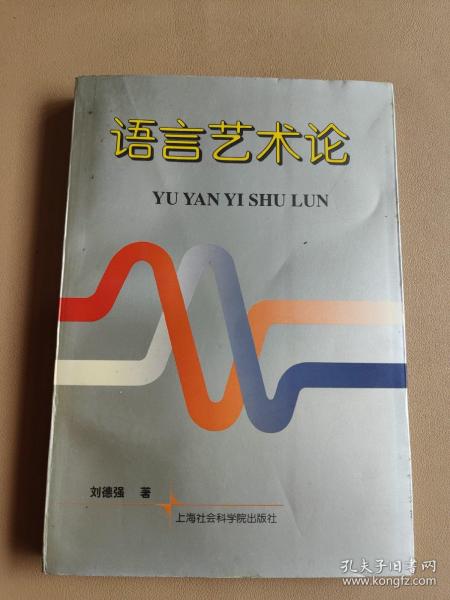 语言艺术论
YU YAN YI SHU LUN
刘德强 著
上海社会科学院出版社
孔夫子旧书网
www.kongfz.com